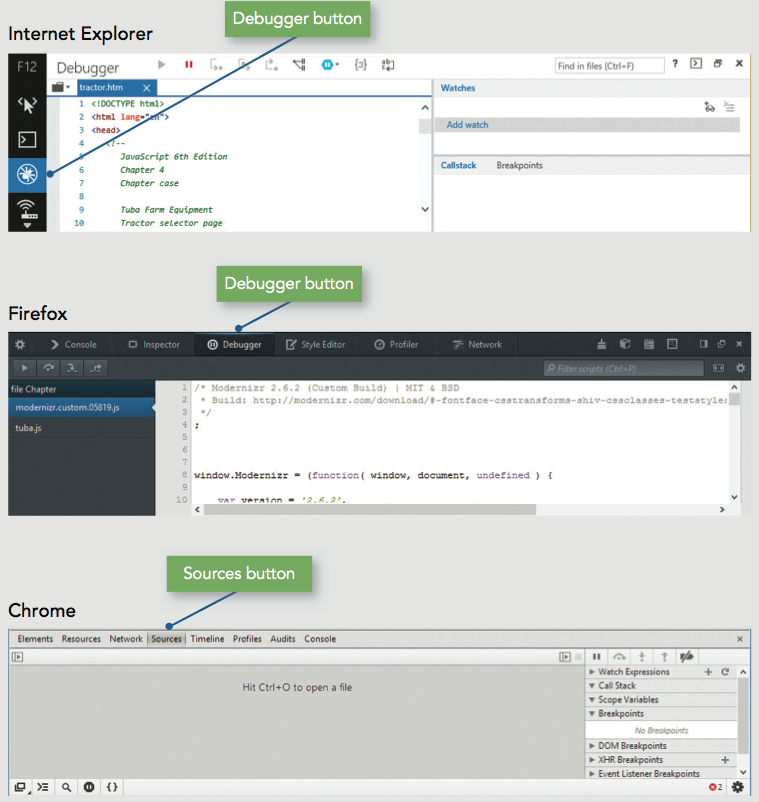 Debugger button
Internet Explorer
F12
Debugger
Find in files (Ctrl+F)
?
tractor.htm
Watches
1 <!DOCTYPE html>
2 <html lang="en">
3 <head>
4 <!--
5 JavaScript 6th Edition
6 Chapter 4
7 Chapter case
8
9 Tuba Farm Equipment
10 Tractor selector page
Add watch
Callstack Breakpoints
Debugger button
Firefox
Console Inspector Debugger Style Editor Profiler Network
Filter scripts (Ctrl+P)
file Chapter
modernizr.custom.05819.js
tuba.js
1 /* Modernizr 2.6.2 (Custom Build) | MIT & BSD
2 * Build: http://modernizr.com/download/#-fontface-csstransforms-shiv-cssclasses-teststyles
3 */
4 ;
5
6
7
8 window.Modernizr = (function( window, document, undefined ) {
9
10 var version = '2.6.2',
Sources button
Chrome
Elements Resources Network Sources Timeline Profiles Audits Console
Hit Ctrl+O to open a file
Watch Expressions
Call Stack
Scope Variables
Breakpoints
No Breakpoints
DOM Breakpoints
XHR Breakpoints
Event Listener Breakpoints
2